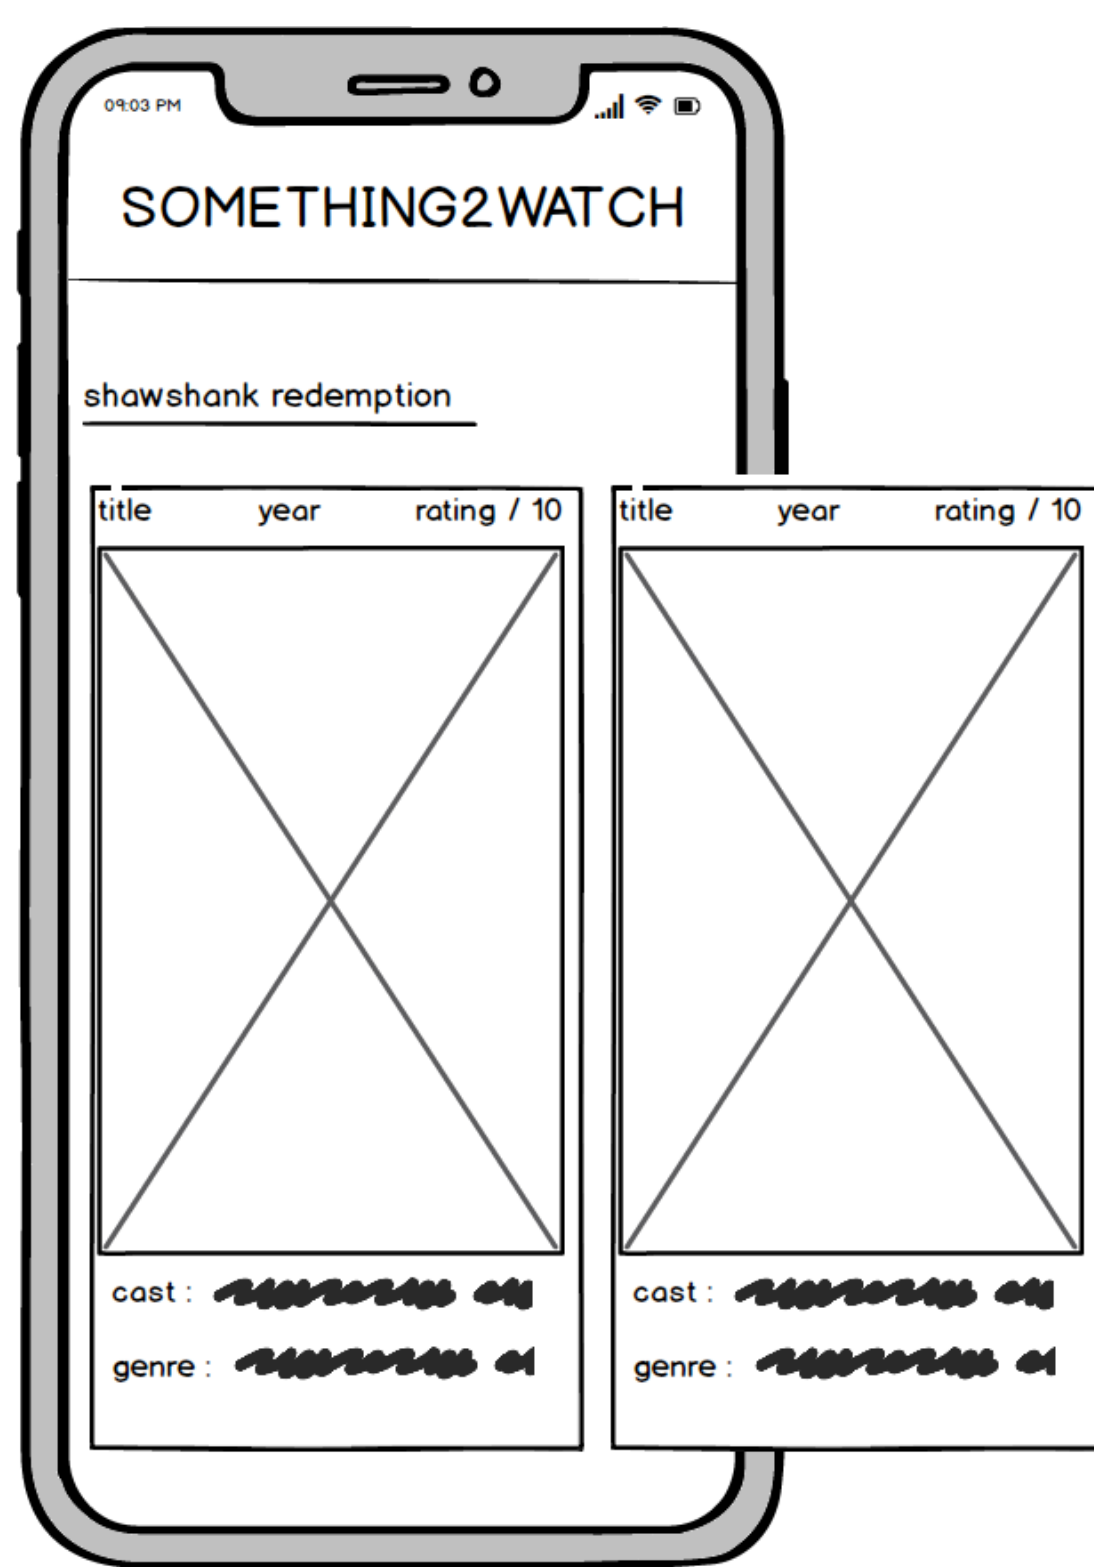 09:03 PM
SOMETHING2WATCH
shawshank redemption
title year rating / 10
cast :
genre :
title year rating / 10
cast :
genre :